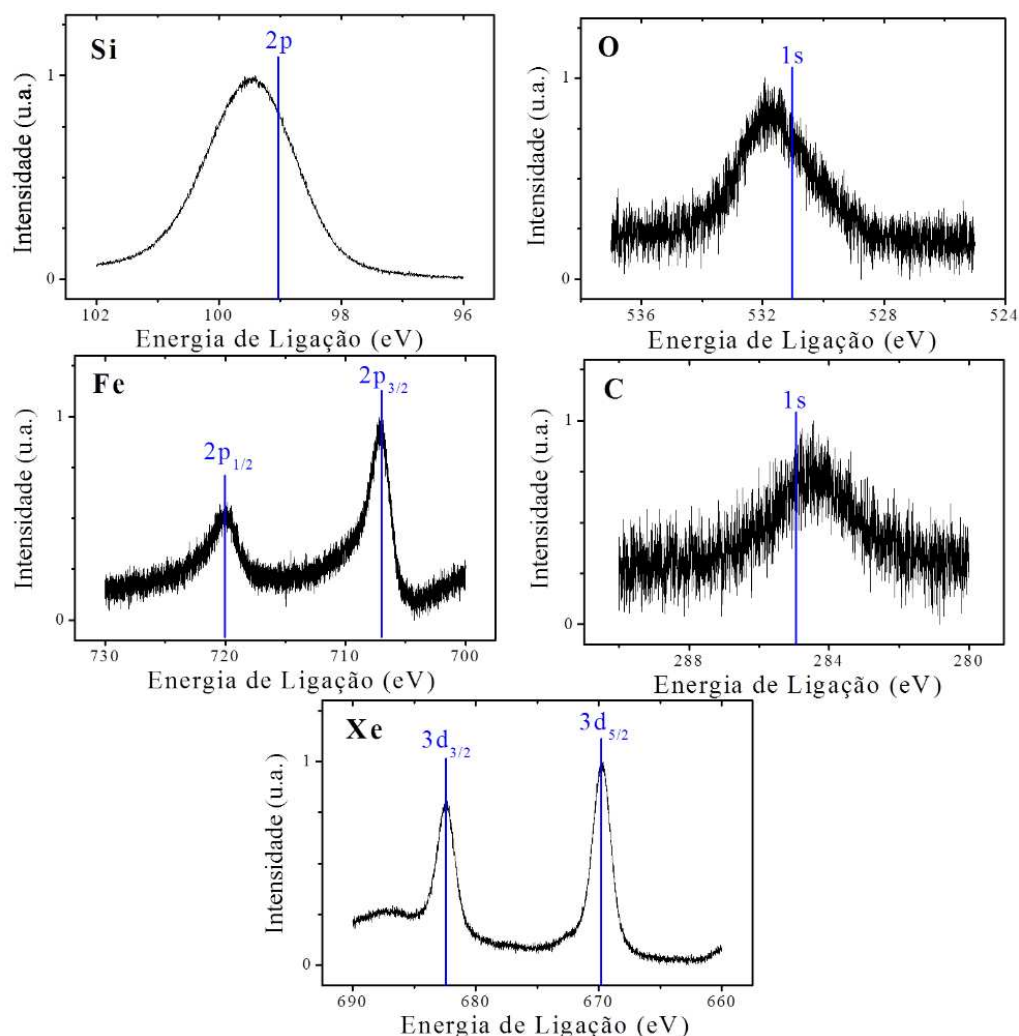 Si
2p
Intensidade (u.a.)
1
0
102 100 98 96
Energia de Ligação (eV)
O
1s
Intensidade (u.a.)
1
0
536 532 528 524
Energia de Ligação (eV)
Fe
2p1/2
2p3/2
Intensidade (u.a.)
1
0
730 720 710 700
Energia de Ligação (eV)
C
1s
Intensidade (u.a.)
1
0
288 284 280
Energia de Ligação (eV)
Xe
3d3/2
3d5/2
Intensidade (u.a.)
1
0
690 680 670 660
Energia de Ligação (eV)